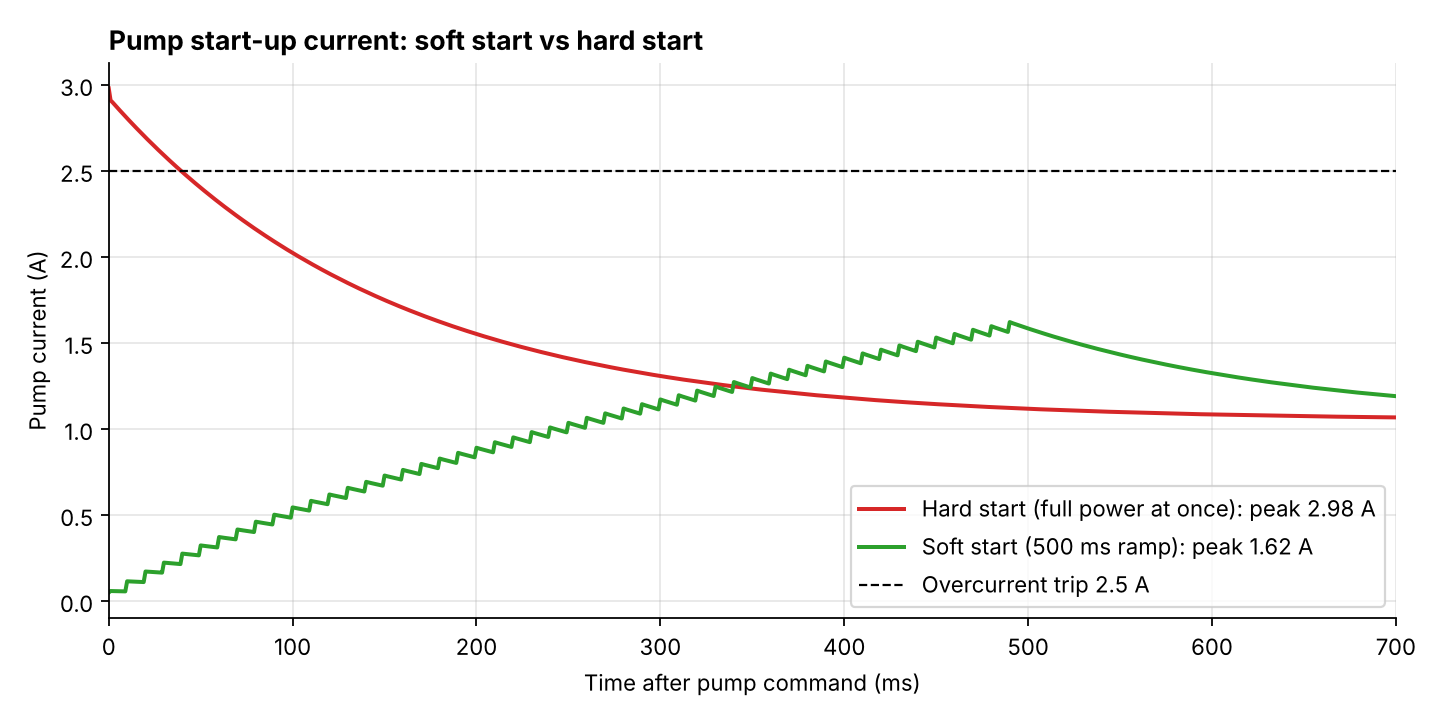 Pump start-up current: soft start vs hard start
Pump current (A)
3.0
2.5
2.0
1.5
1.0
0.5
0.0
Hard start (full power at once): peak 2.98 A
Soft start (500 ms ramp): peak 1.62 A
Overcurrent trip 2.5 A
0 100 200 300 400 500 600 700
Time after pump command (ms)